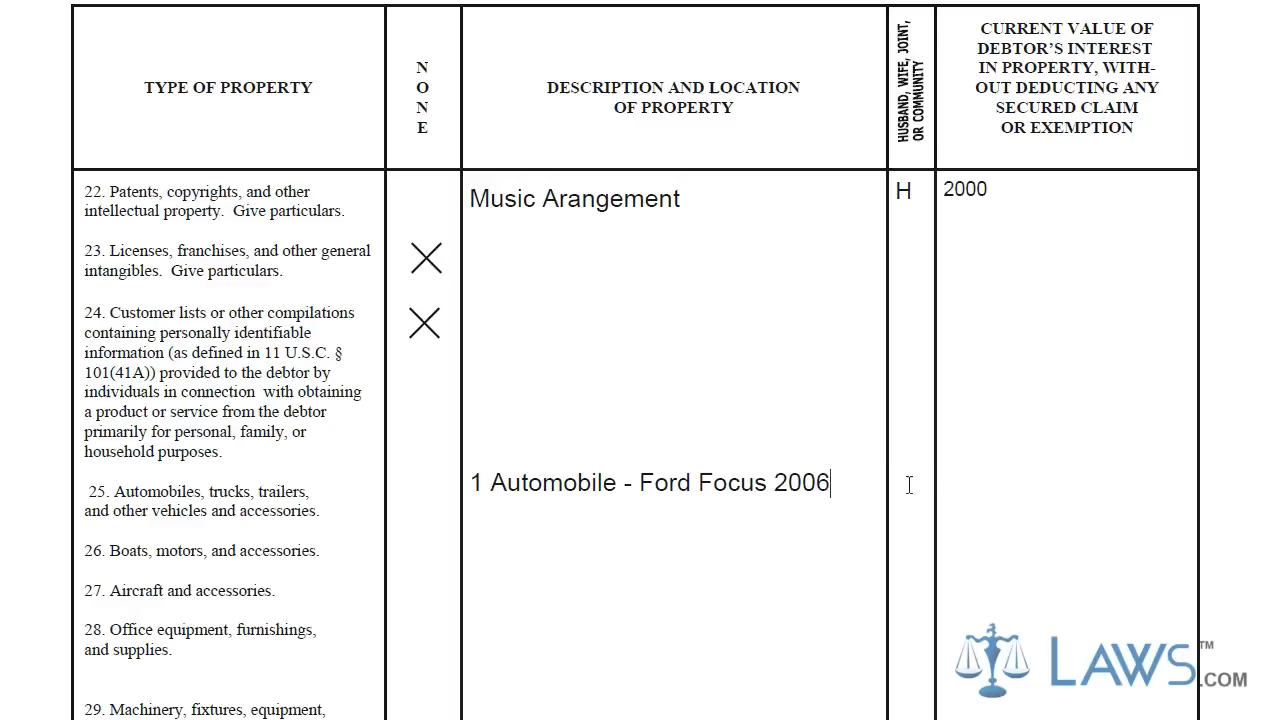 TYPE OF PROPERTY
N
O
N
E
DESCRIPTION AND LOCATION
OF PROPERTY
HUSBAND, WIFE, JOINT,
OR COMMUNITY
CURRENT VALUE OF
DEBTOR'S INTEREST
IN PROPERTY, WITH-
OUT DEDUCTING ANY
SECURED CLAIM
OR EXEMPTION
22. Patents, copyrights, and other
intellectual property. Give particulars.
Music Arangement
H
2000
23. Licenses, franchises, and other general
intangibles. Give particulars.
24. Customer lists or other compilations
containing personally identifiable
information (as defined in 11 U.S.C. §
101(41A)) provided to the debtor by
individuals in connection with obtaining
a product or service from the debtor
primarily for personal, family, or
household purposes.
25. Automobiles, trucks, trailers,
and other vehicles and accessories.
1 Automobile - Ford Focus 2006
26. Boats, motors, and accessories.
27. Aircraft and accessories.
28. Office equipment, furnishings,
and supplies.
29. Machinery, fixtures, equipment,
LAWS™
.COM